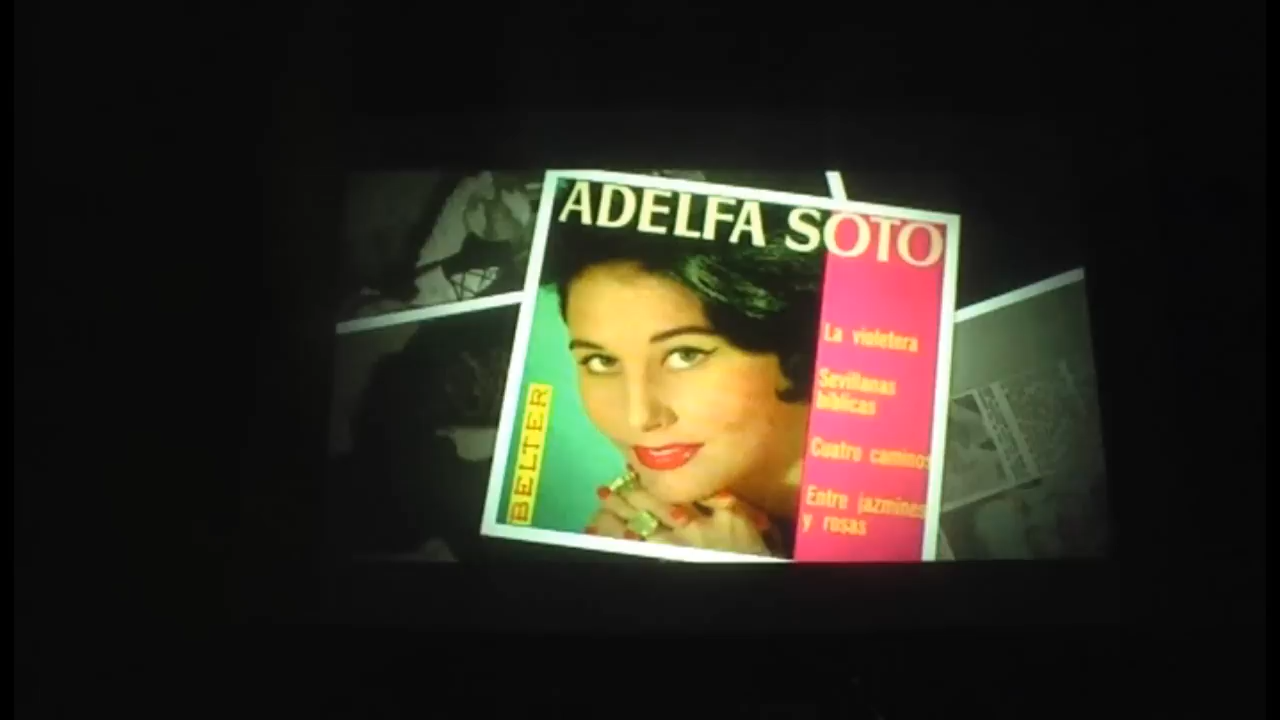 ADELFA SOTO
La violetera
Sevillanas
bíblicas
Cuatro caminos
Entre jazmines
y rosas
BELTER